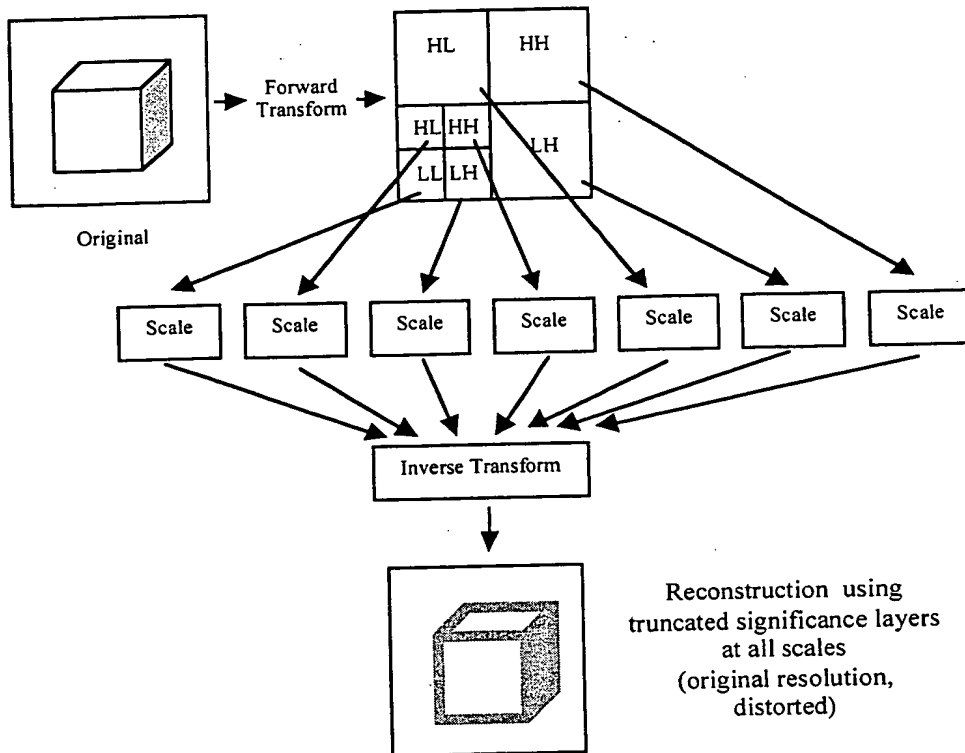 HL HH
Forward
Transform
HL HH
LH
LL LH
Original
Scale Scale Scale Scale Scale Scale Scale
Inverse Transform
Reconstruction using
truncated significance layers
at all scales
(original resolution,
distorted)